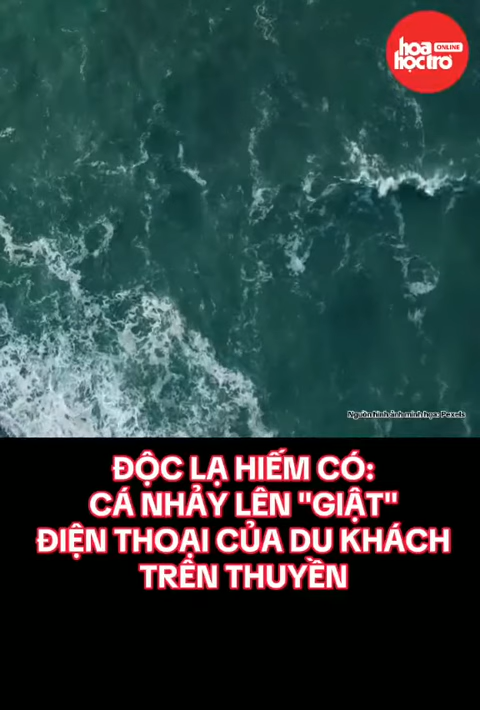 hoa
ONLINE
học trò
Nguồn hình ảnh minh họa: Pexels
ĐỘC LẠ HIẾM CÓ:
CÁ NHẢY LÊN "GIẬT"
ĐIỆN THOẠI CỦA DU KHÁCH
TRÊN THUYỀN